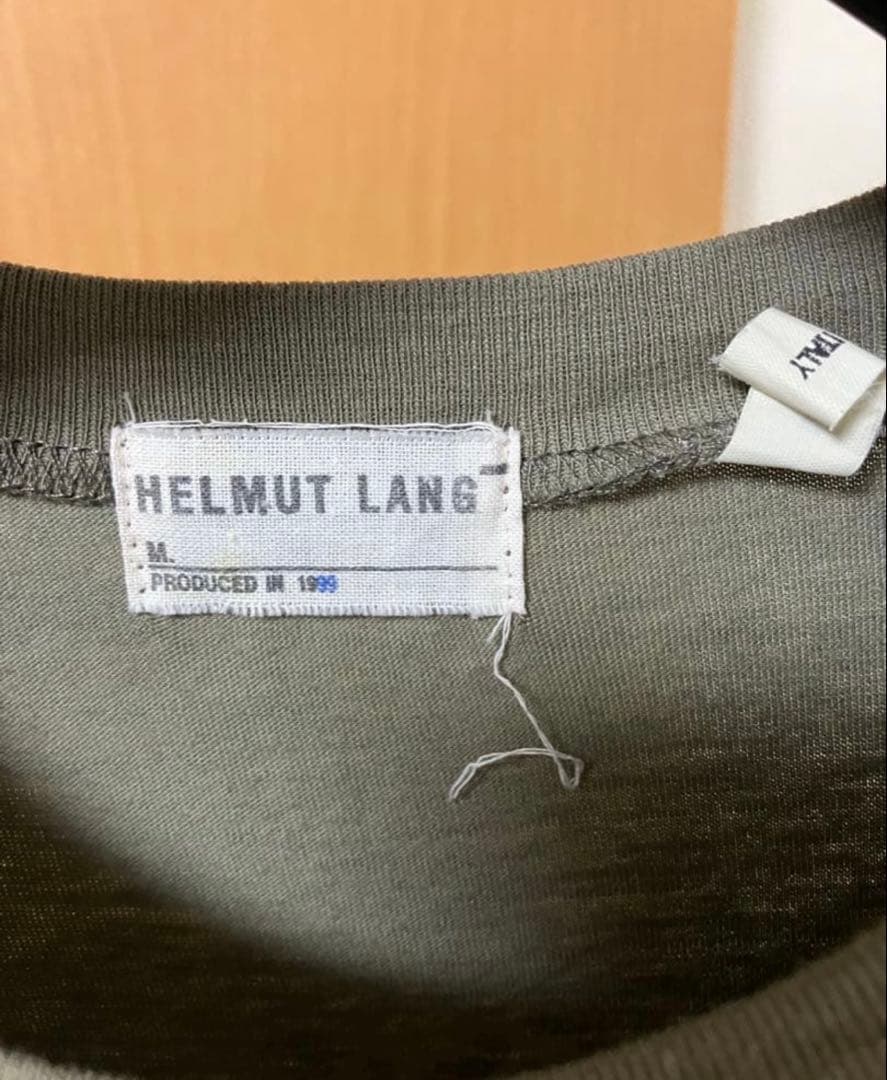 HELMUT LANG
M.
PRODUCED IN 1999
ITALY